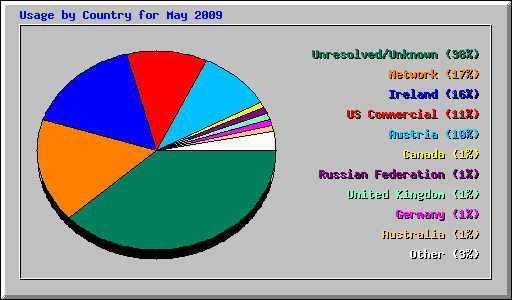 Usage by Country for May 2009
Unresolved/Unknown (38%)
Network (17%)
Ireland (16%)
US Commercial (11%)
Austria (10%)
Canada (1%)
Russian Federation (1%)
United Kingdom (1%)
Germany (1%)
Australia (1%)
Other (3%)